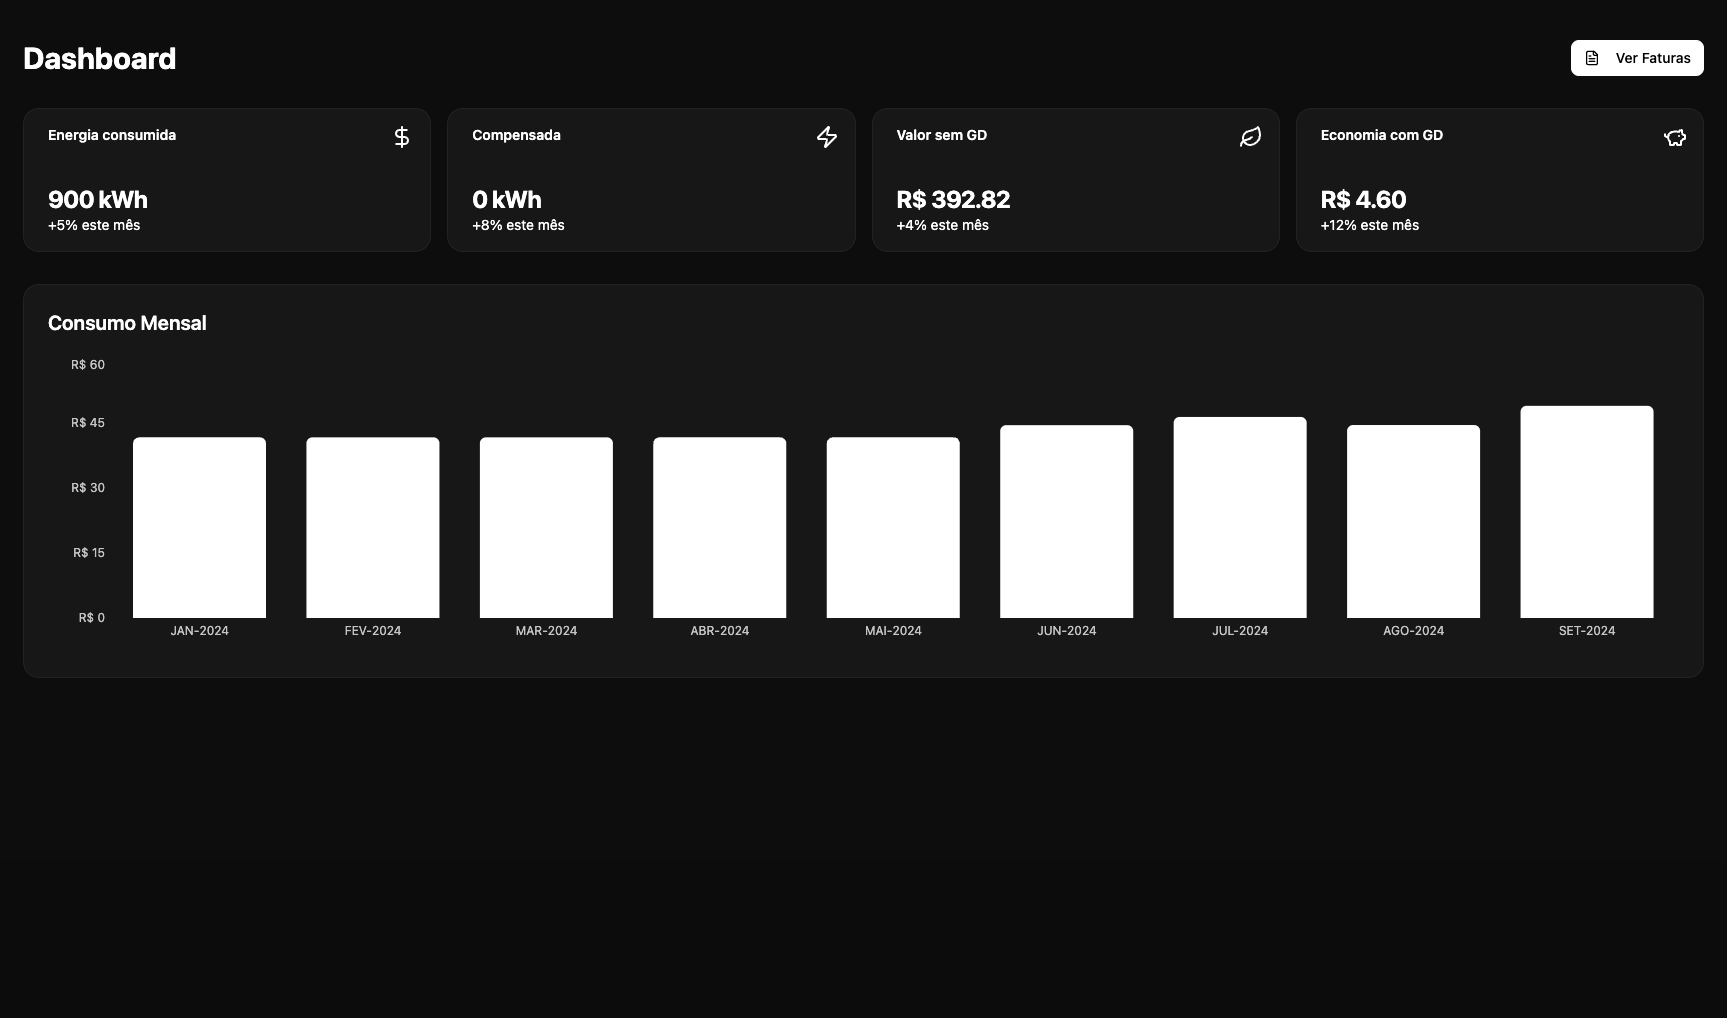 Dashboard
Ver Faturas
Energia consumida
900 kWh
+5% este mês
Compensada
0 kWh
+8% este mês
Valor sem GD
R$ 392.82
+4% este mês
Economia com GD
R$ 4.60
+12% este mês
Consumo Mensal
R$ 60
R$ 45
R$ 30
R$ 15
R$ 0
JAN-2024
FEV-2024
MAR-2024
ABR-2024
MAI-2024
JUN-2024
JUL-2024
AGO-2024
SET-2024